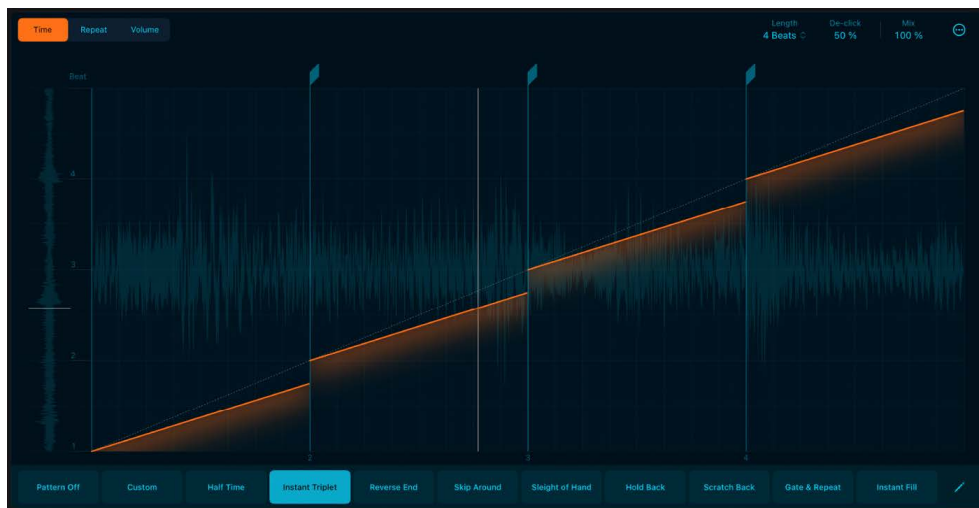 Time Repeat Volume
Length De-click Mix
4 Beats 50 % 100 %
Beat
4
3
2
1
2 3 4
Pattern Off Custom Half Time Instant Triplet Reverse End Skip Around Sleight of Hand Hold Back Scratch Back Gate & Repeat Instant Fill